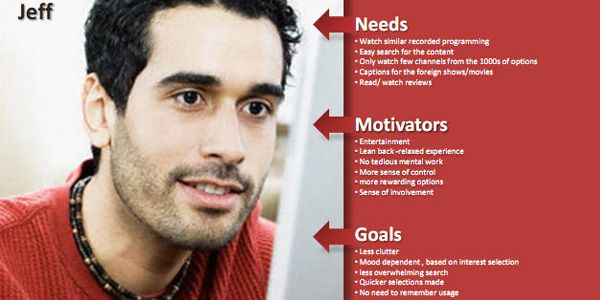 Jeff
Needs
• Watch similar recorded programming
• Easy search for the content
• Only watch few channels from the 1000s of options
• Captions for the foreign shows/movies
• Read/ watch reviews
Motivators
• Entertainment
• Lean back -relaxed experience
• No tedious mental work
• More sense of control
• more rewarding options
• Sense of involvement
Goals
• Less clutter
• Mood dependent , based on interest selection
• less overwhelming search
• Quicker selections made
• No need to remember usage